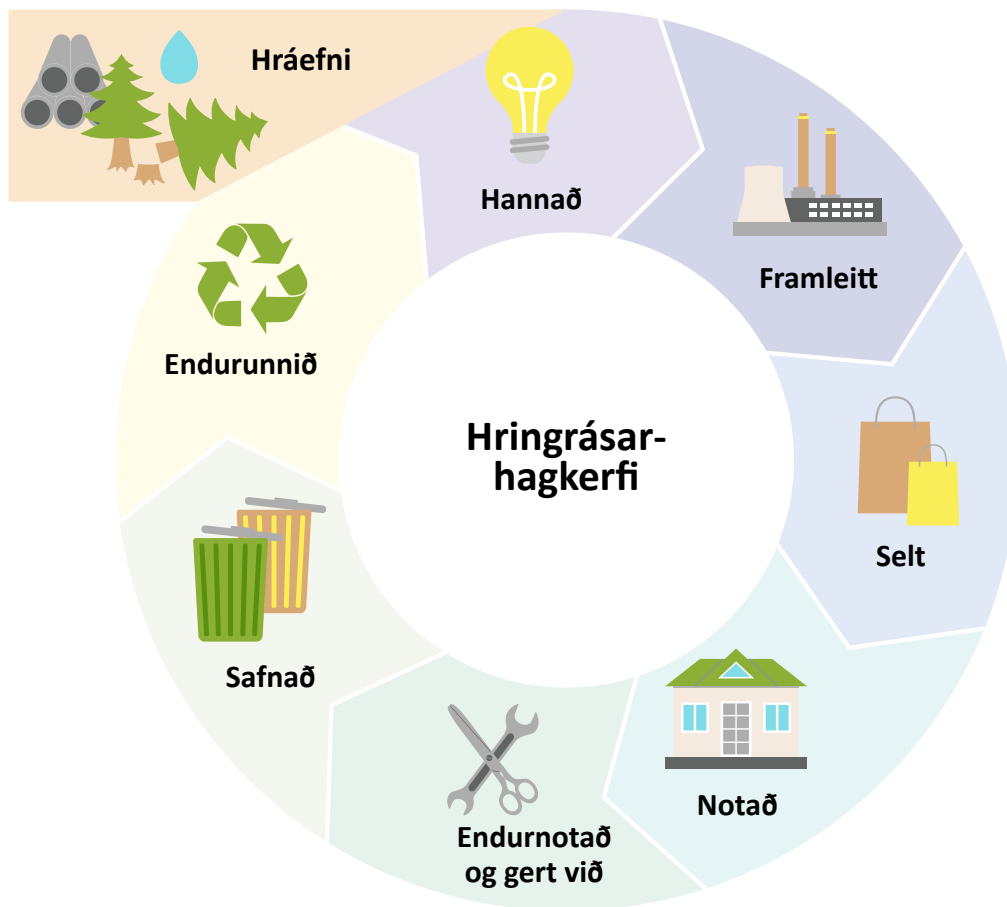 Hráefni
Hannað
Framleitt
Selt
Notað
Endurnotað
og gert við
Safnað
Endurunnið
Hringrásar-
hagkerfi